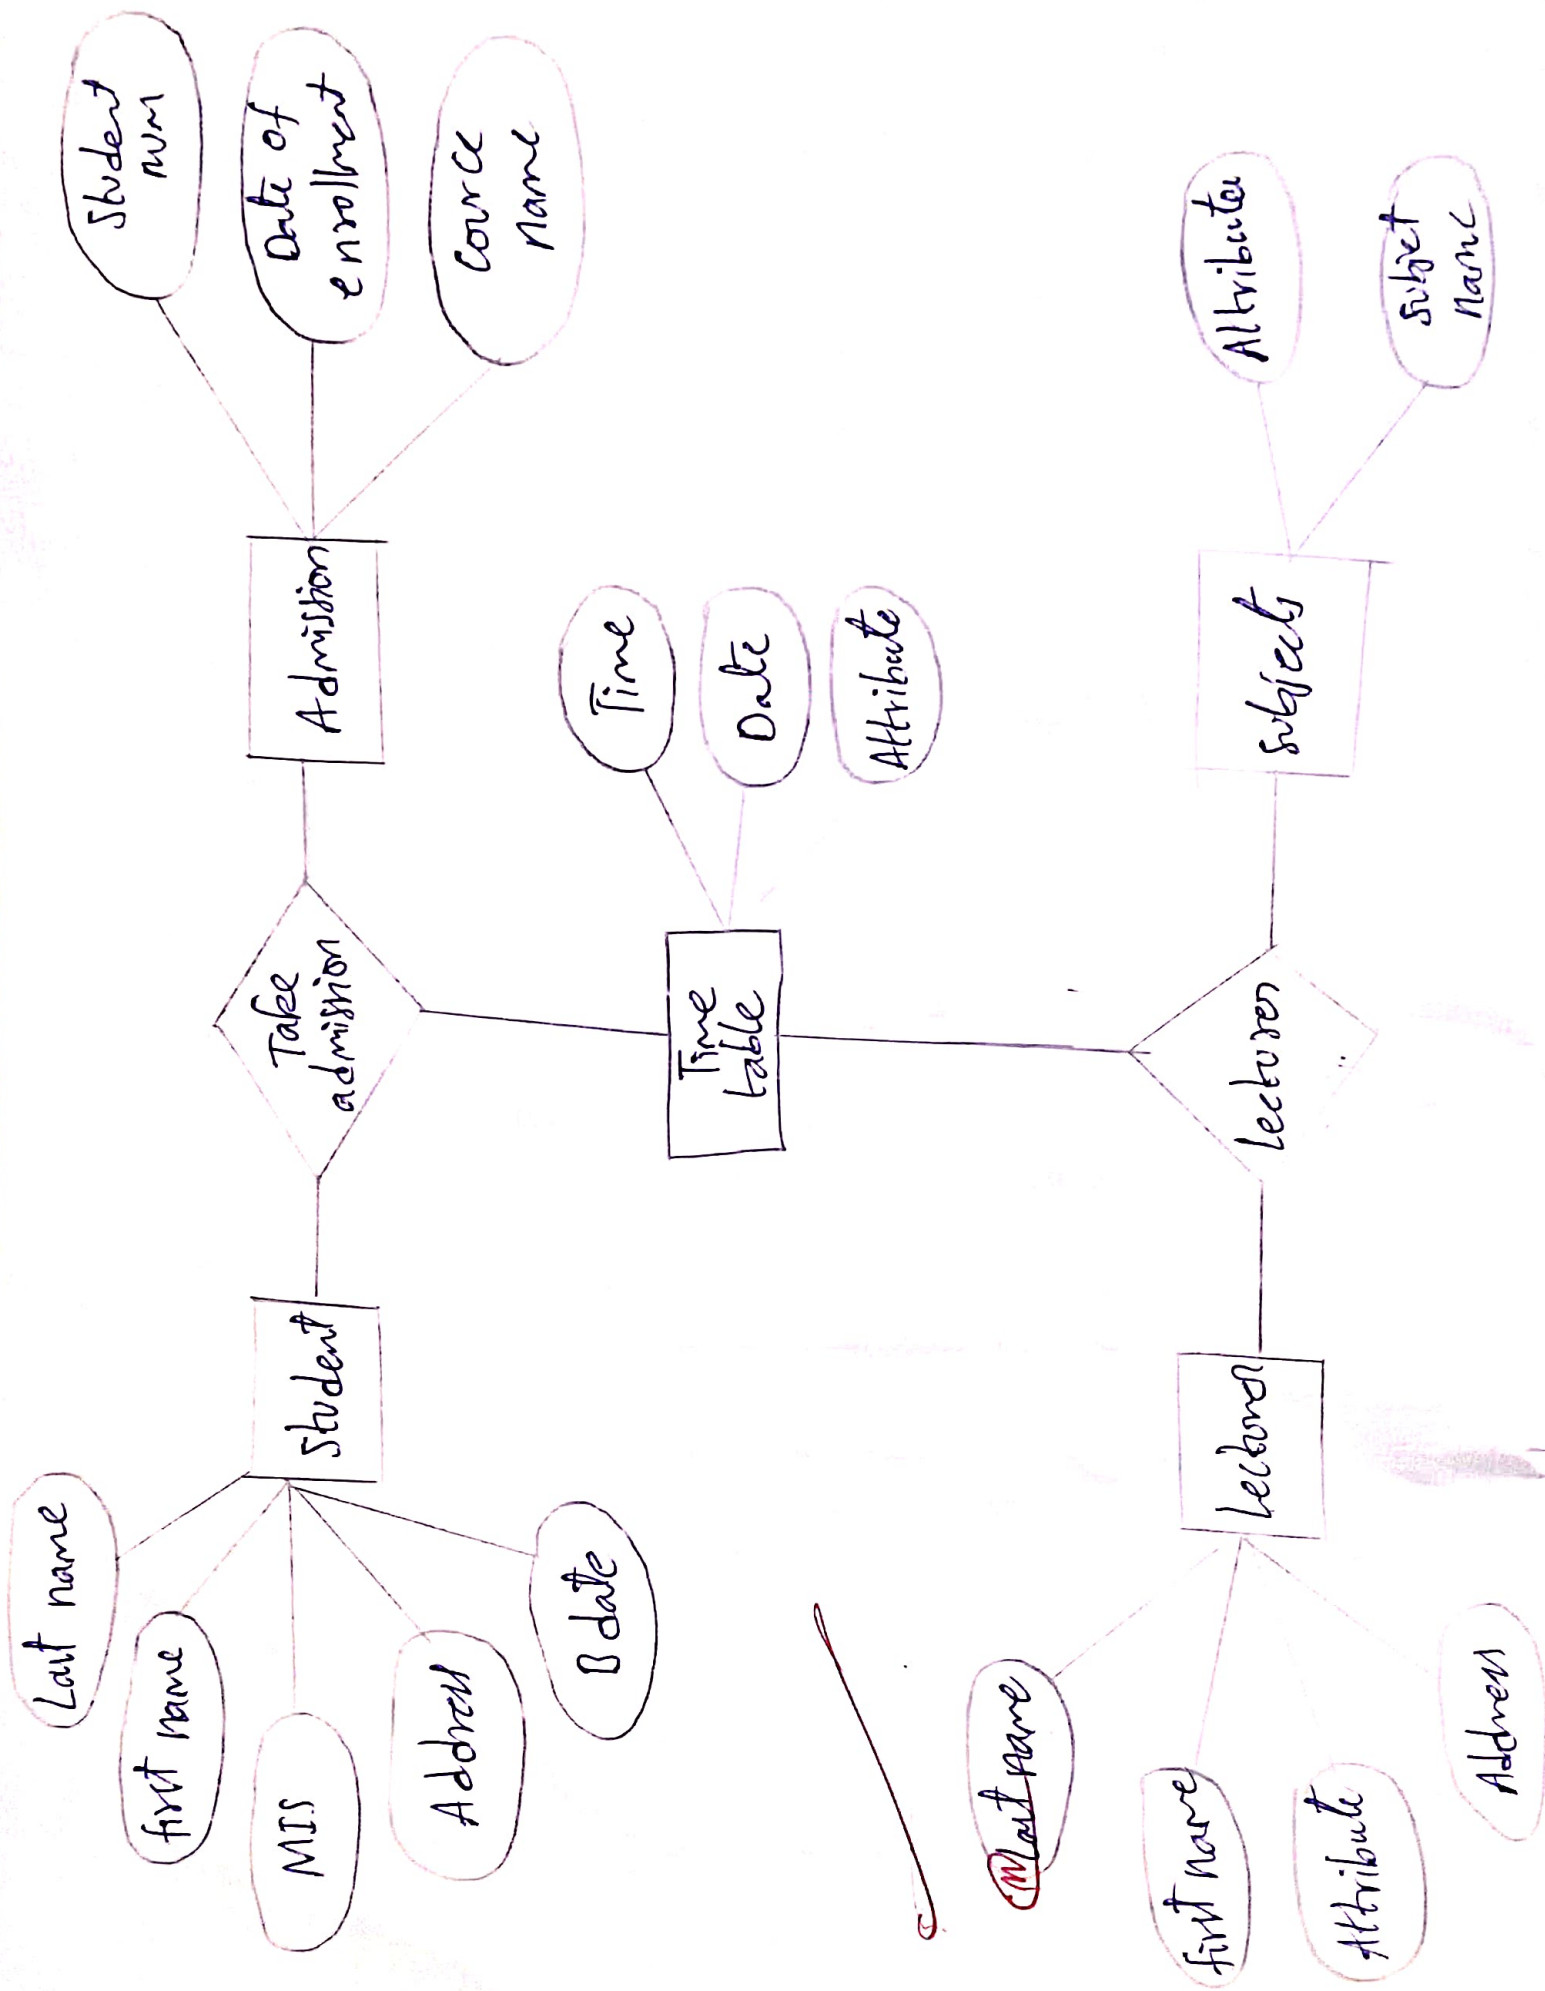 Last name
first name
MIS
Address
B date
Student
Take
admission
Admission
Student
num
Date of
enrollment
Cource
name
Time
table
Time
Date
Attribute
last name
first name
Attribute
Address
Lecturer
Lecturer
Subjects
Attribute
Subject
name